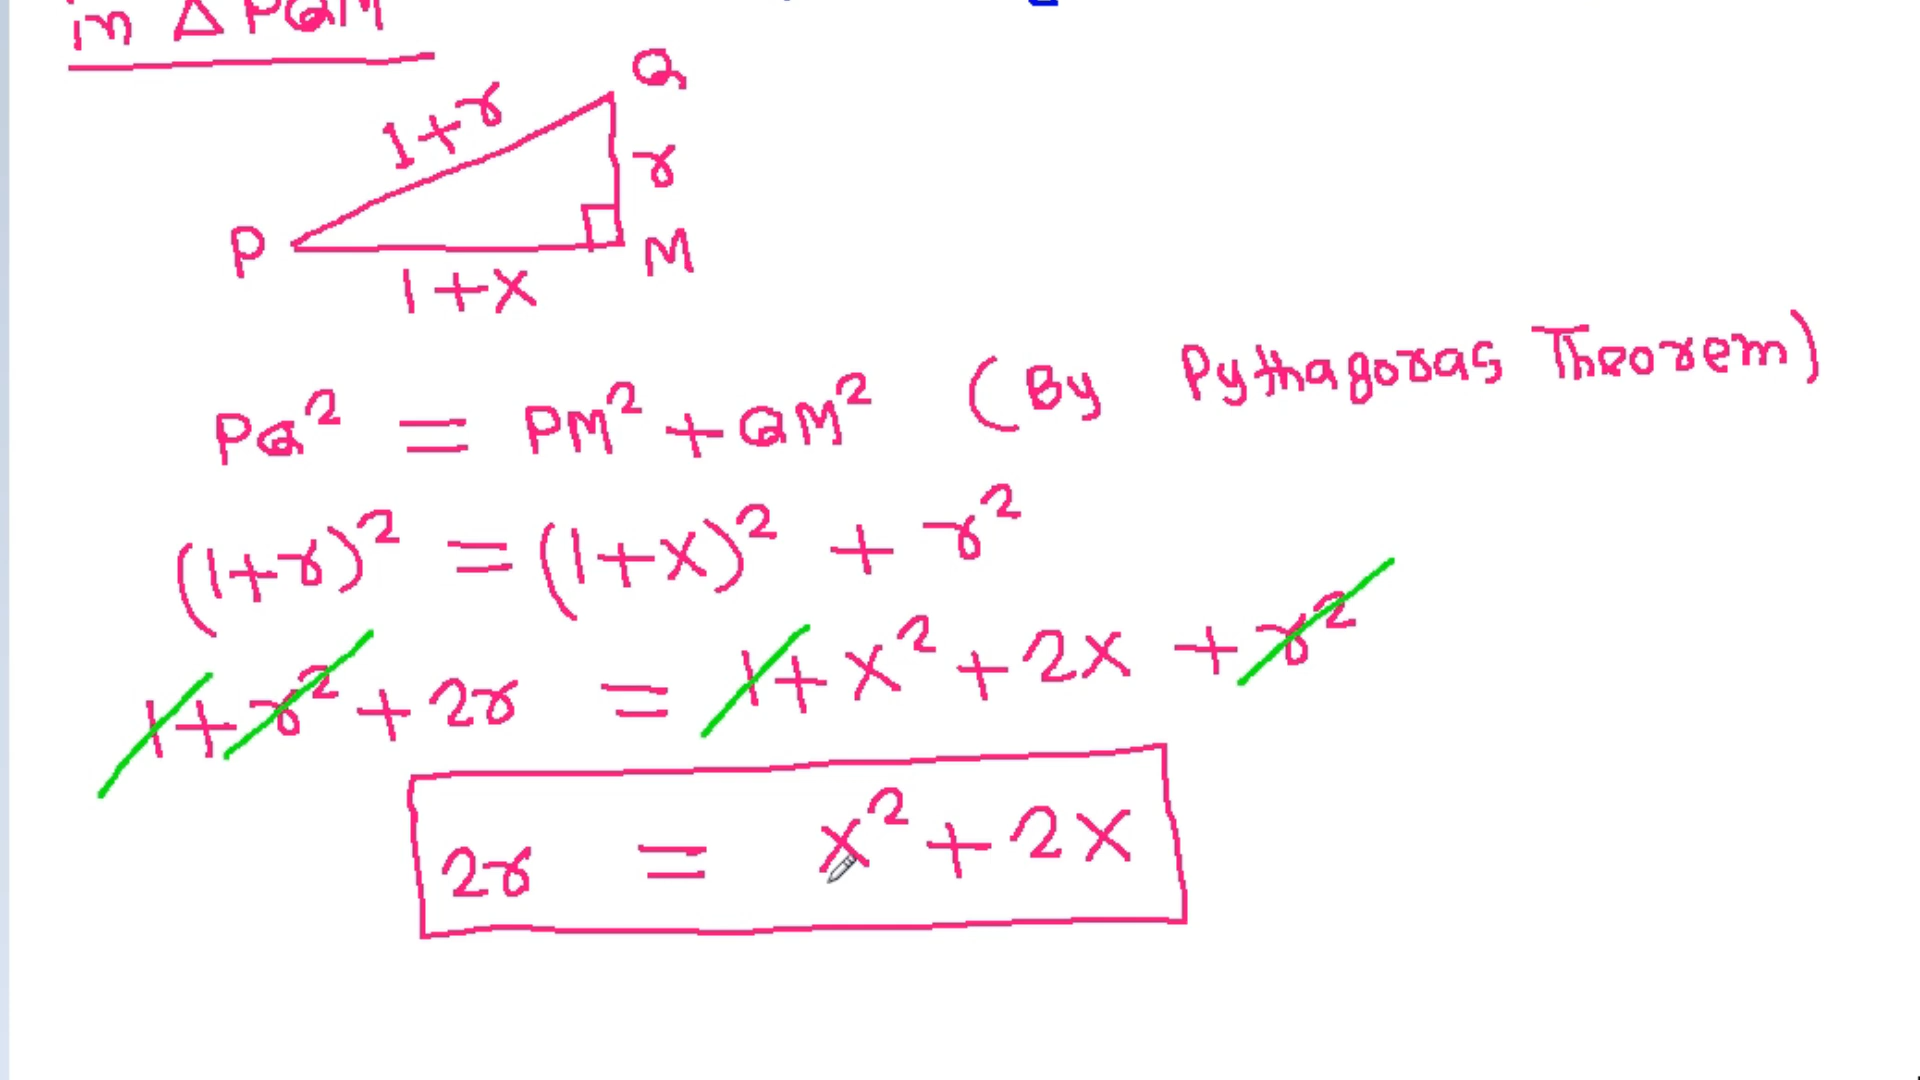 in △ PQM
Q
1+r
r
P
M
1+x
PQ² = PM² + QM² (By Pythagoras Theorem)
(1+r)² = (1+x)² + r²
1+r²+2r = 1+x²+2x+r²
2r = x²+2x